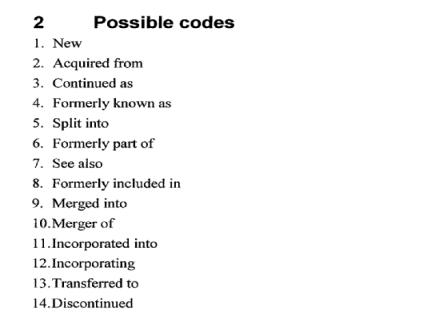 2 Possible codes
1. New
2. Acquired from
3. Continued as
4. Formerly known as
5. Split into
6. Formerly part of
7. See also
8. Formerly included in
9. Merged into
10.Merger of
11.Incorporated into
12.Incorporating
13.Transferred to
14.Discontinued